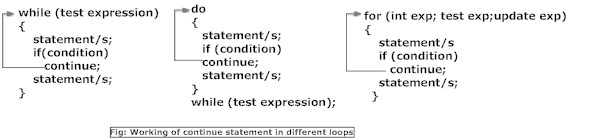 while (test expression)
{
statement/s;
if(condition)
continue;
statement/s;
}
do
{
statement/s;
if (condition)
continue;
statement/s;
}
while (test expression);
for (int exp; test exp;update exp)
{
statement/s
if (condition)
continue;
statement/s;
}
Fig: Working of continue statement in different loops